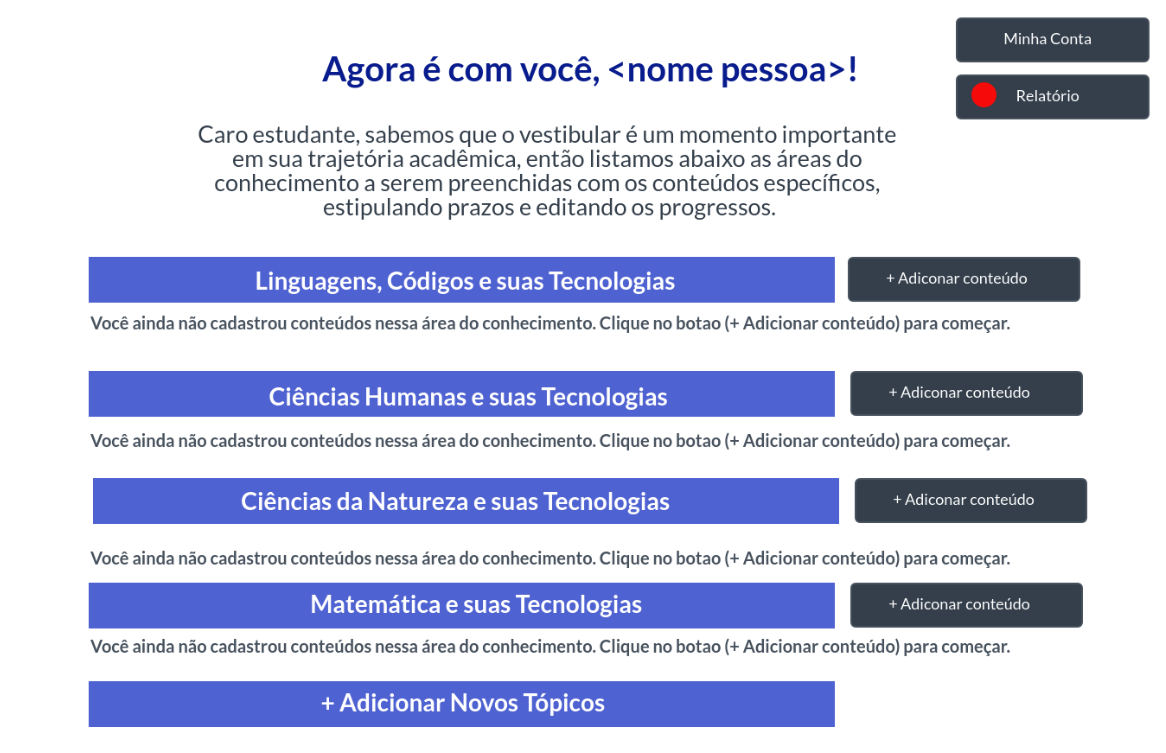 Minha Conta
Agora é com você, <nome pessoa>!
Relatório
Caro estudante, sabemos que o vestibular é um momento importante
em sua trajetória acadêmica, então listamos abaixo as áreas do
conhecimento a serem preenchidas com os conteúdos específicos,
estipulando prazos e editando os progressos.
Linguagens, Códigos e suas Tecnologias
+ Adiconar conteúdo
Você ainda não cadastrou conteúdos nessa área do conhecimento. Clique no botao (+ Adicionar conteúdo) para começar.
Ciências Humanas e suas Tecnologias
+ Adiconar conteúdo
Você ainda não cadastrou conteúdos nessa área do conhecimento. Clique no botao (+ Adicionar conteúdo) para começar.
Ciências da Natureza e suas Tecnologias
+ Adiconar conteúdo
Você ainda não cadastrou conteúdos nessa área do conhecimento. Clique no botao (+ Adicionar conteúdo) para começar.
Matemática e suas Tecnologias
+ Adiconar conteúdo
Você ainda não cadastrou conteúdos nessa área do conhecimento. Clique no botao (+ Adicionar conteúdo) para começar.
+ Adicionar Novos Tópicos